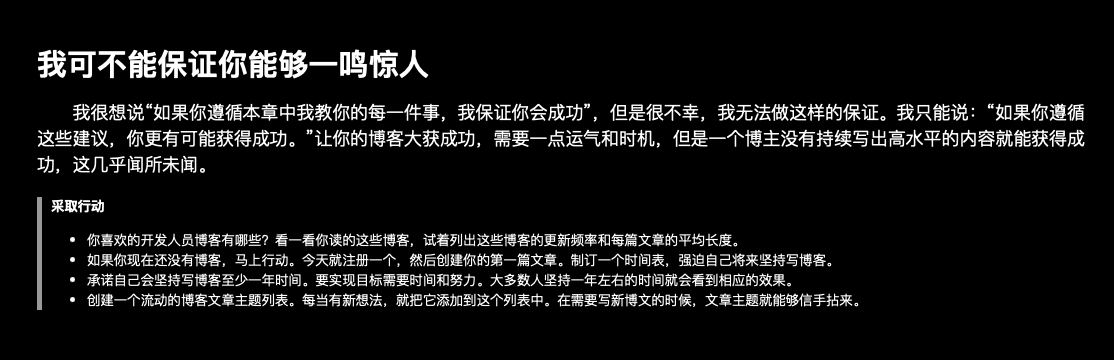 我可不能保证你能够一鸣惊人
我很想说“如果你遵循本章中我教你的每一件事，我保证你会成功”，但是很不幸，我无法做这样的保证。我只能说：“如果你遵循
这些建议，你更有可能获得成功。”让你的博客大获成功，需要一点运气和时机，但是一个博主没有持续写出高水平的内容就能获得成
功，这几乎闻所未闻。
采取行动
• 你喜欢的开发人员博客有哪些？看一看你读的这些博客，试着列出这些博客的更新频率和每篇文章的平均长度。
• 如果你现在还没有博客，马上行动。今天就注册一个，然后创建你的第一篇文章。制订一个时间表，强迫自己将来坚持写博客。
• 承诺自己会坚持写博客至少一年时间。要实现目标需要时间和努力。大多数人坚持一年左右的时间就会看到相应的效果。
• 创建一个流动的博客文章主题列表。每当有新想法，就把它添加到这个列表中。在需要写新博文的时候，文章主题就能够信手拈来。